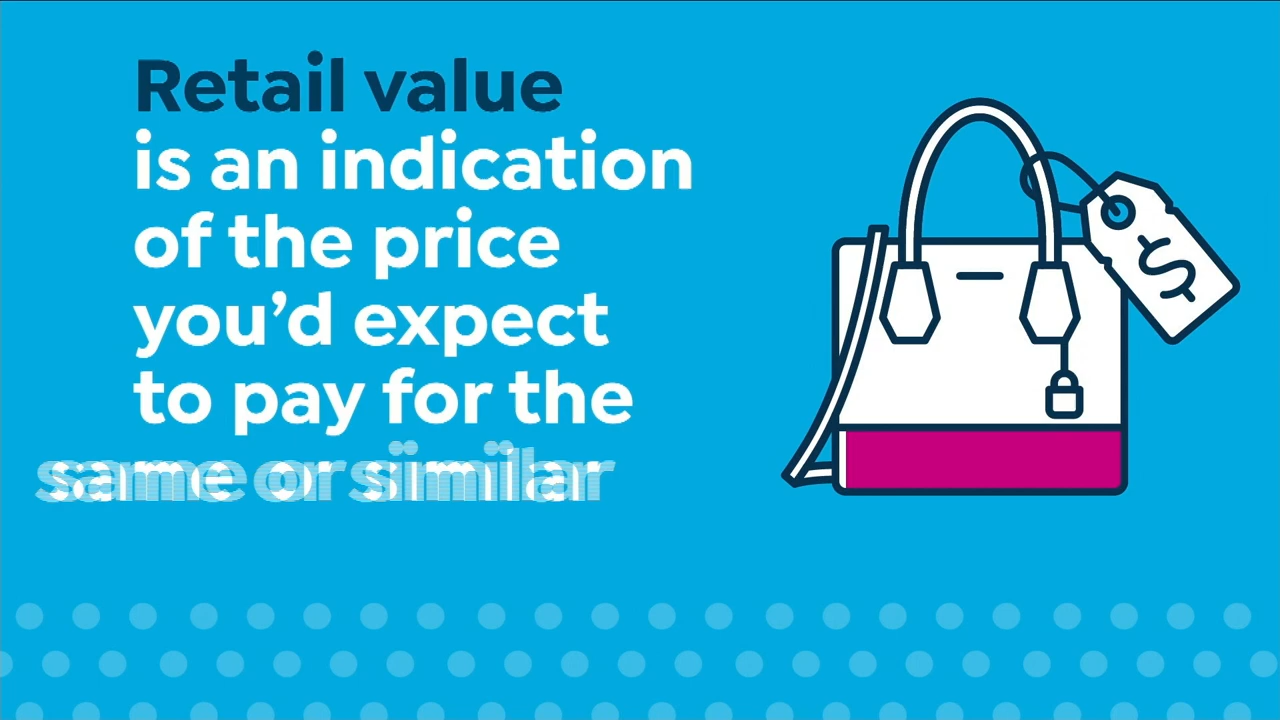 Retail value
is an indication
of the price
you’d expect
to pay for the
same or similar
$